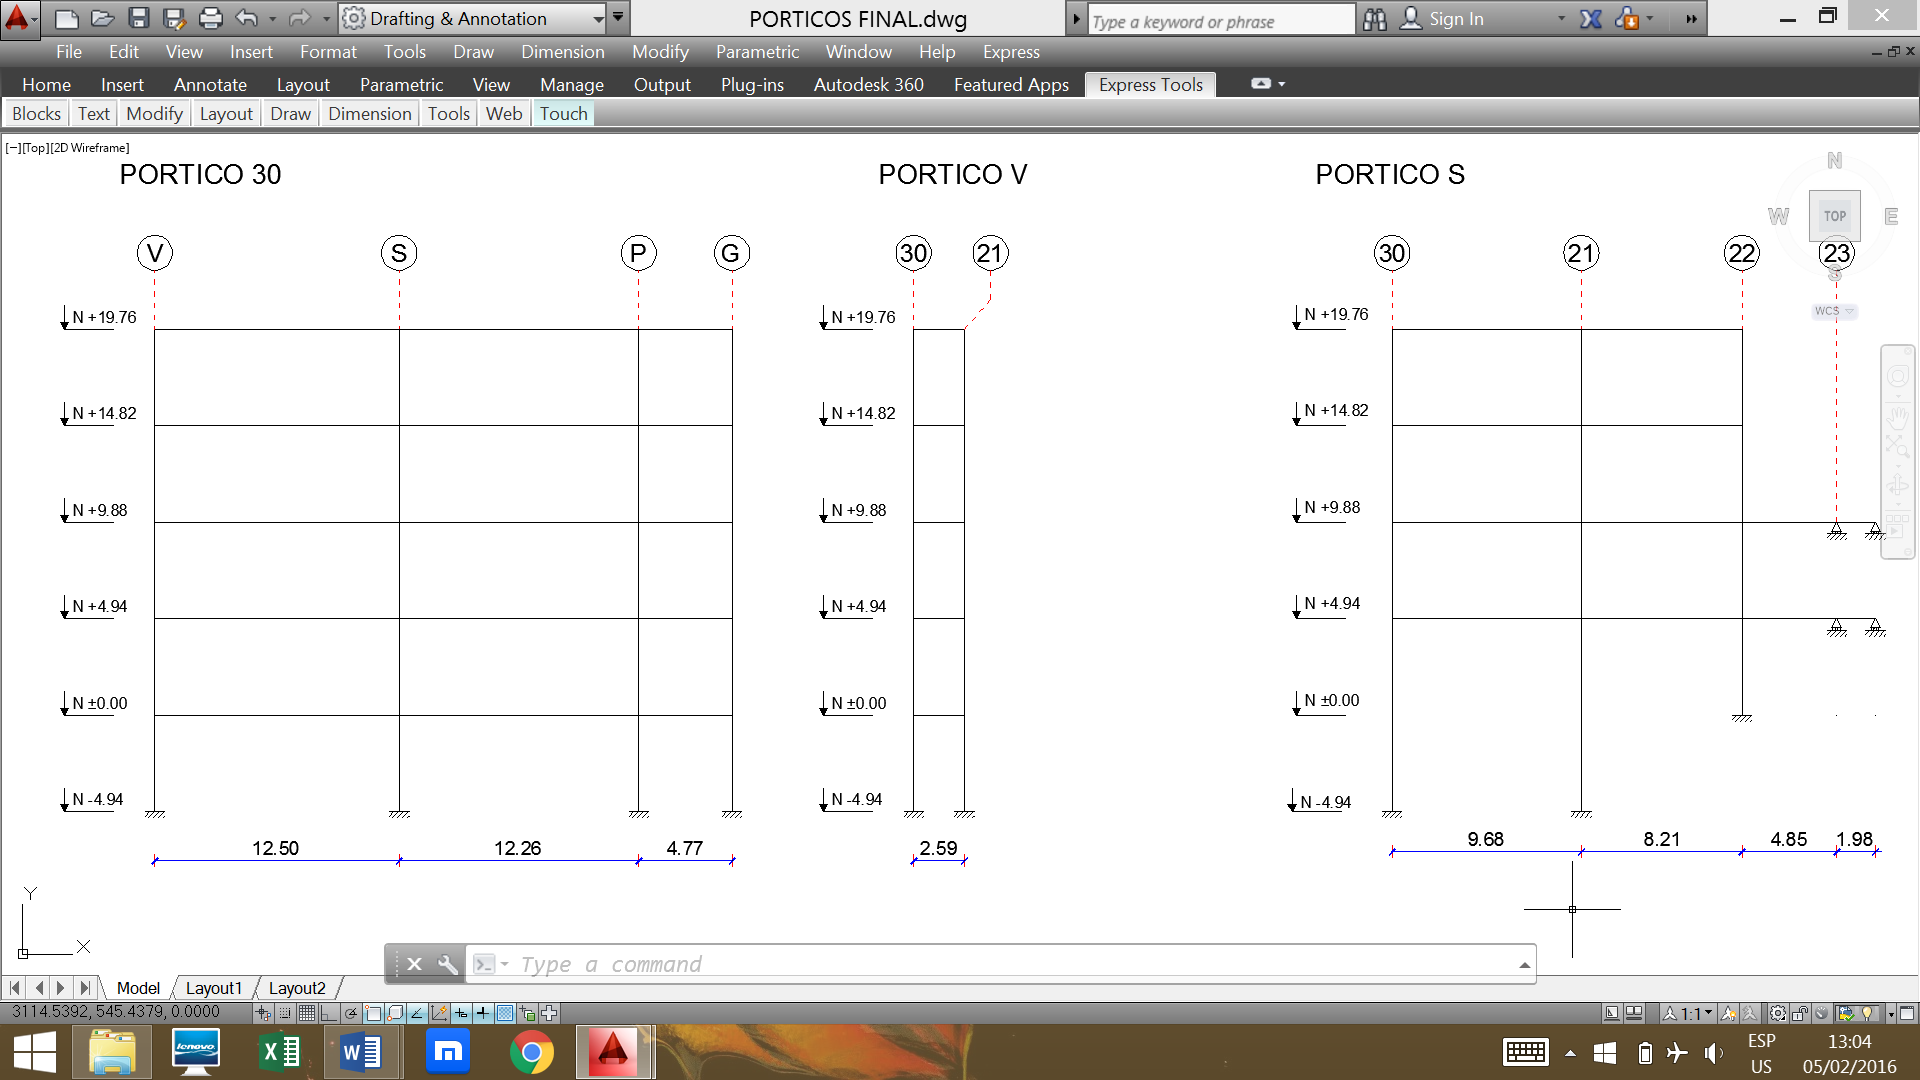 Drafting & Annotation
PORTICOS FINAL.dwg
Type a keyword or phrase
Sign In
File Edit View Insert Format Tools Draw Dimension Modify Parametric Window Help Express
Home Insert Annotate Layout Parametric View Manage Output Plug-ins Autodesk 360 Featured Apps Express Tools
Blocks Text Modify Layout Draw Dimension Tools Web Touch
[−][Top][2D Wireframe]
PORTICO 30
V S P G
N +19.76
N +14.82
N +9.88
N +4.94
N ±0.00
N -4.94
12.50 12.26 4.77
PORTICO V
30 21
N +19.76
N +14.82
N +9.88
N +4.94
N ±0.00
N -4.94
2.59
PORTICO S
30 21 22 23
N +19.76
N +14.82
N +9.88
N +4.94
N ±0.00
N -4.94
9.68 8.21 4.85 1.98
N
W TOP E
S
WCS
Y
X
Type a command
Model Layout1 Layout2
3114.5392, 545.4379, 0.0000
1:1
lenovo
ESP
US
13:04
05/02/2016